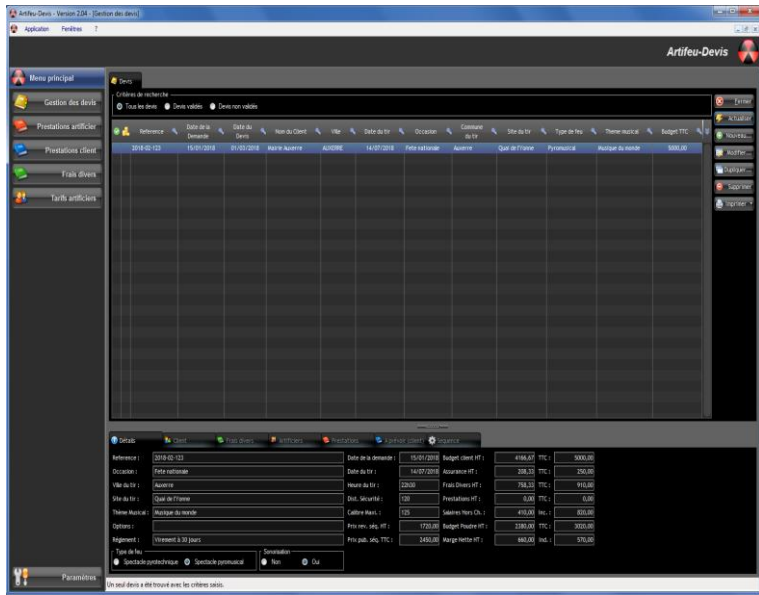 Artifeu-Devis - Version 2.04 - [Gestion des devis]
Application Fenêtres ?
Artifeu-Devis
Menu principal
Gestion des devis
Prestations artificier
Prestations client
Frais divers
Tarifs artificiers
Paramètres
Devis
Critères de recherche
Tous les devis Devis validés Devis non validés
Reference Date de la Demande Date du Devis Nom du Client Ville Date du tir Occasion Commune du tir Site du tir Type de feu Theme musical Budget TTC
2018-02-123 15/01/2018 01/03/2018 Mairie Auxerre AUXERRE 14/07/2018 Fete nationale Auxerre Quai de l'Yonne Pyromusical Musique du monde 5000,00
Fermer
Actualiser
Nouveau...
Modifier...
Dupliquer...
Supprimer
Imprimer
Détails Client Frais divers Artificiers Prestations Séquence
Reference : 2018-02-123 Date de la demande : 15/01/2018 Budget client HT : 4166,67 TTC : 5000,00
Occasion : Fete nationale Date du tir : 14/07/2018 Assurance HT : 208,33 TTC : 250,00
Ville du tir : Auxerre Heure du tir : 22h30 Frais Divers HT : 758,33 TTC : 910,00
Site du tir : Quai de l'Yonne Dist. Sécurité : 120 Prestations HT : 0,00 TTC : 0,00
Thème Musical : Musique du monde Calibre Maxi. : 125 Salaires Hors Ch. : 410,00 Inc. : 820,00
Options : Prix rev. séq. HT : 1720,00 Budget Poudre HT : 2380,00 TTC : 3020,00
Réglement : Virement à 30 jours Prix pub. séq. TTC : 2450,00 Marge Nette HT : 660,00 Ind. : 570,00
Type de feu
Spectacle pyrotechnique Spectacle pyromusical
Sonorisation
Non Oui
Un seul devis a été trouvé avec les critères saisis.